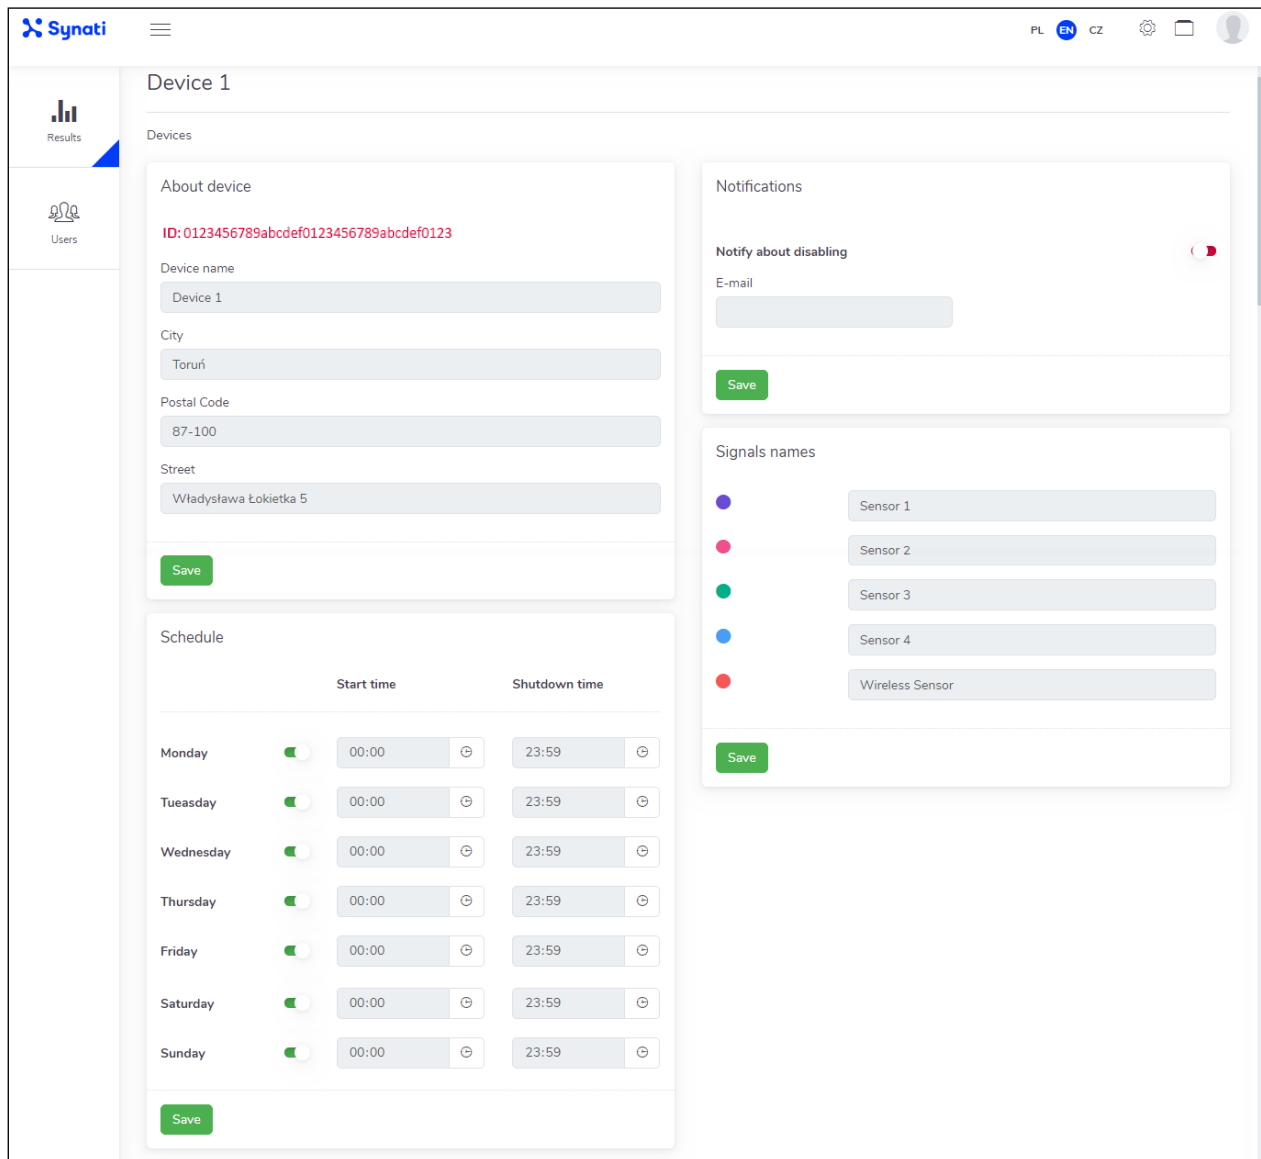 Synati
PL EN CZ
Results
Users
Device 1
Devices
About device
ID: 0123456789abcdef0123456789abcdef0123
Device name
Device 1
City
Toruń
Postal Code
87-100
Street
Władysława Łokietka 5
Save
Schedule
Start time Shutdown time
Monday 00:00 23:59
Tueasday 00:00 23:59
Wednesday 00:00 23:59
Thursday 00:00 23:59
Friday 00:00 23:59
Saturday 00:00 23:59
Sunday 00:00 23:59
Save
Notifications
Notify about disabling
E-mail
Save
Signals names
Sensor 1
Sensor 2
Sensor 3
Sensor 4
Wireless Sensor
Save